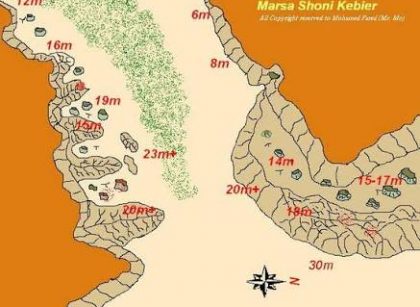 Marsa Shoni Kebier
All Copyright reserved to Mohamed Fared (Mr. Mo)
12m
6m
16m
8m
19m
15m
23m+
14m
15-17m
20m+
20m+
18m
30m
N